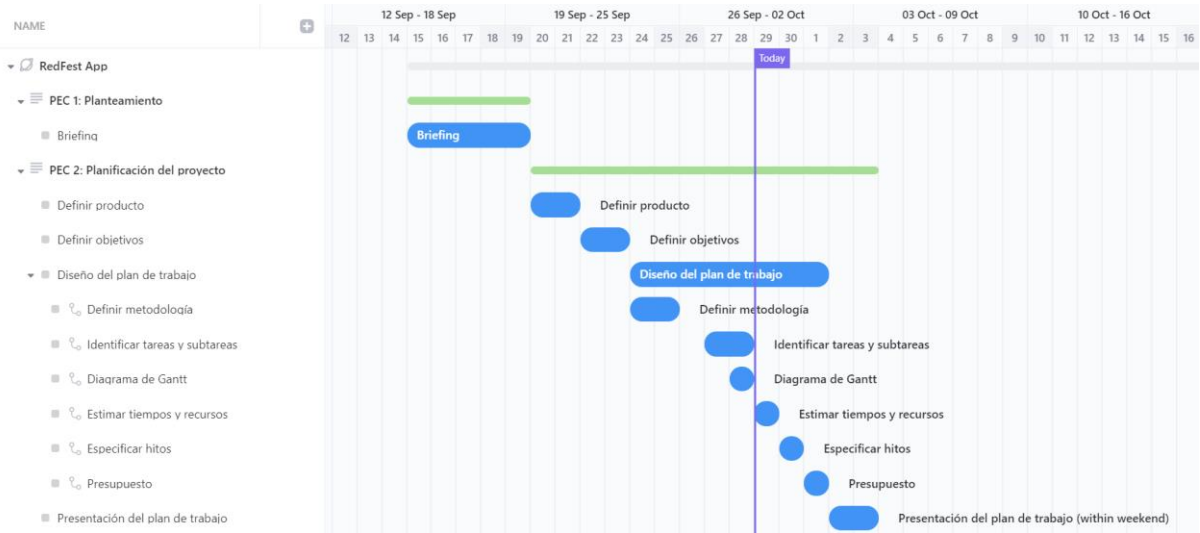 NAME
12 Sep - 18 Sep 19 Sep - 25 Sep 26 Sep - 02 Oct 03 Oct - 09 Oct 10 Oct - 16 Oct
12 13 14 15 16 17 18 19 20 21 22 23 24 25 26 27 28 29 30 1 2 3 4 5 6 7 8 9 10 11 12 13 14 15 16
Today
RedFest App
PEC 1: Planteamiento
Briefing Briefing
PEC 2: Planificación del proyecto
Definir producto Definir producto
Definir objetivos Definir objetivos
Diseño del plan de trabajo Diseño del plan de trabajo
Definir metodología Definir metodología
Identificar tareas y subtareas Identificar tareas y subtareas
Diagrama de Gantt Diagrama de Gantt
Estimar tiempos y recursos Estimar tiempos y recursos
Especificar hitos Especificar hitos
Presupuesto Presupuesto
Presentación del plan de trabajo Presentación del plan de trabajo (within weekend)